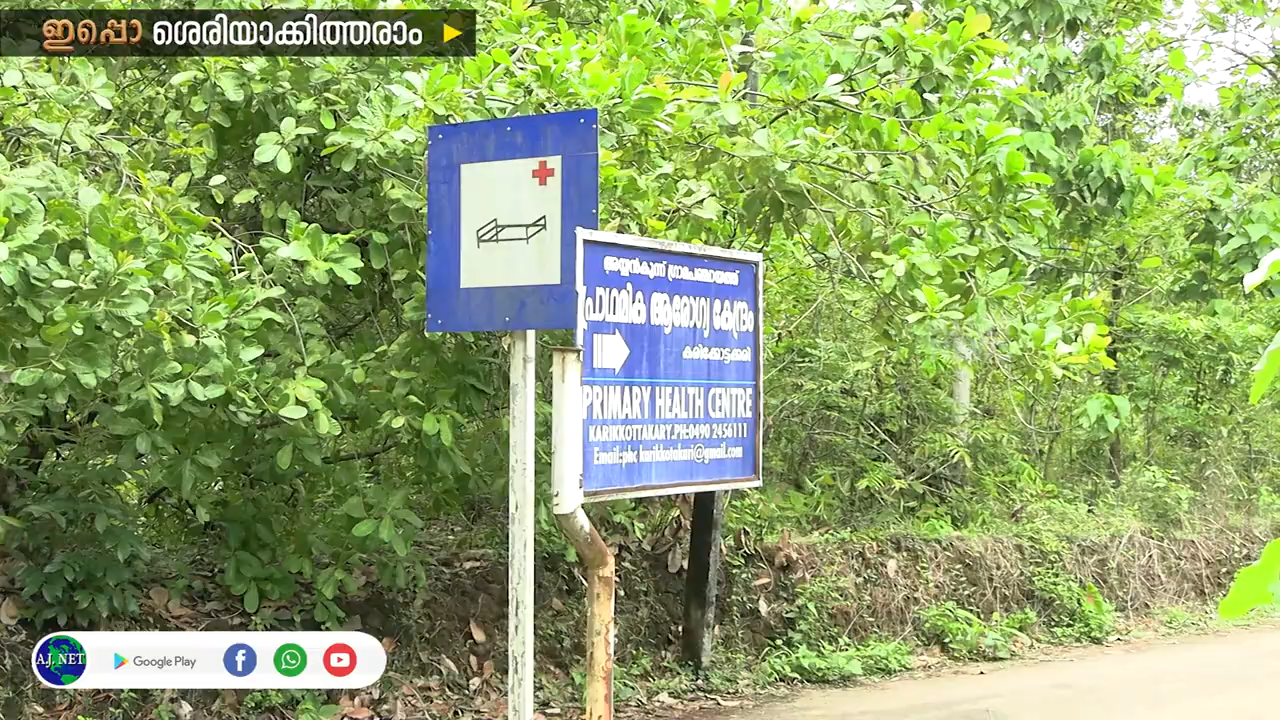 ഇപ്പൊ ശെരിയാക്കിത്തരാം
അയ്യൻകുന്ന് ഗ്രാമപഞ്ചായത്ത്
പ്രാഥമിക ആരോഗ്യ കേന്ദ്രം
കരിക്കോട്ടക്കരി
PRIMARY HEALTH CENTRE
KARIKKOTTAKARY.PH:0490 2456111
Email:phc karikkotakari@gmail.com
A.J. NET
Google Play